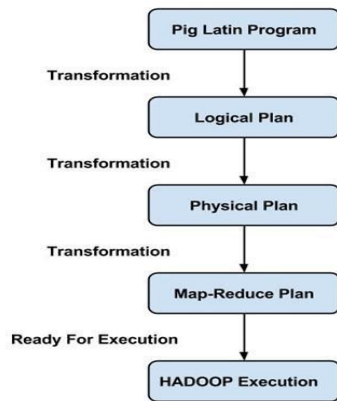 Pig Latin Program
Transformation
Logical Plan
Transformation
Physical Plan
Transformation
Map-Reduce Plan
Ready For Execution
HADOOP Execution